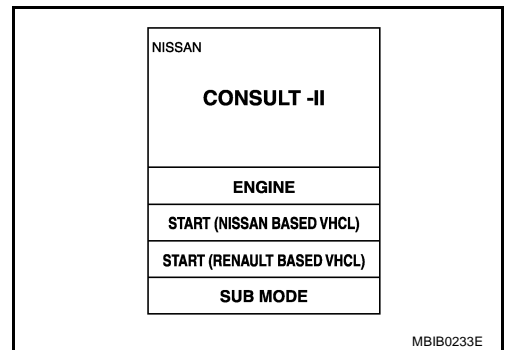 NISSAN
CONSULT -II
ENGINE
START (NISSAN BASED VHCL)
START (RENAULT BASED VHCL)
SUB MODE
MBIB0233E